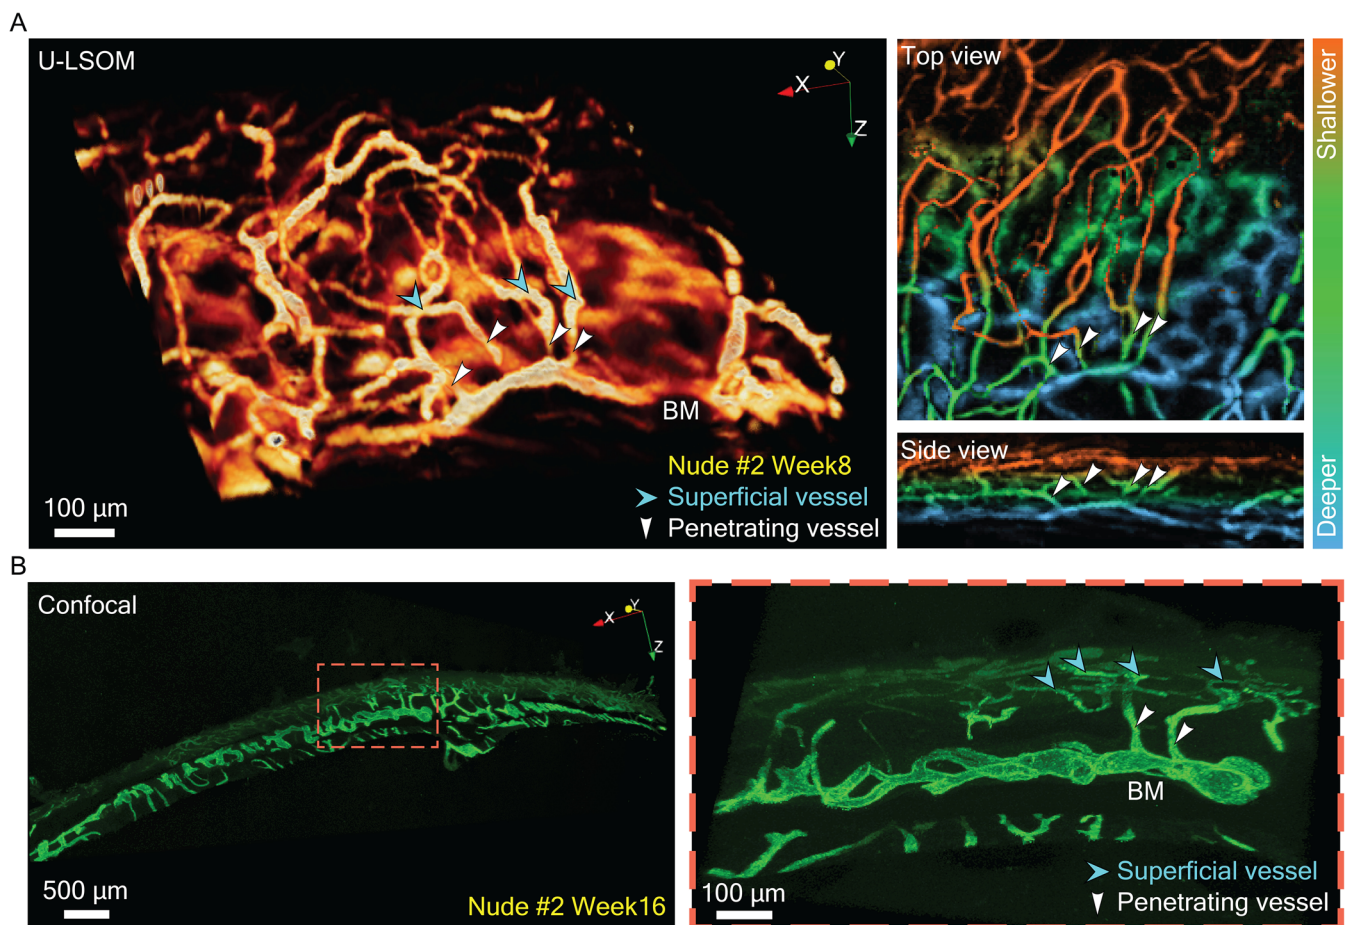 A
U-LSOM
Y
X
Z
BM
Nude #2 Week8
Superficial vessel
Penetrating vessel
100 µm
Top view
Side view
Shallower
Deeper
B
Confocal
Y
X
Z
500 µm
Nude #2 Week16
BM
Superficial vessel
Penetrating vessel
100 µm